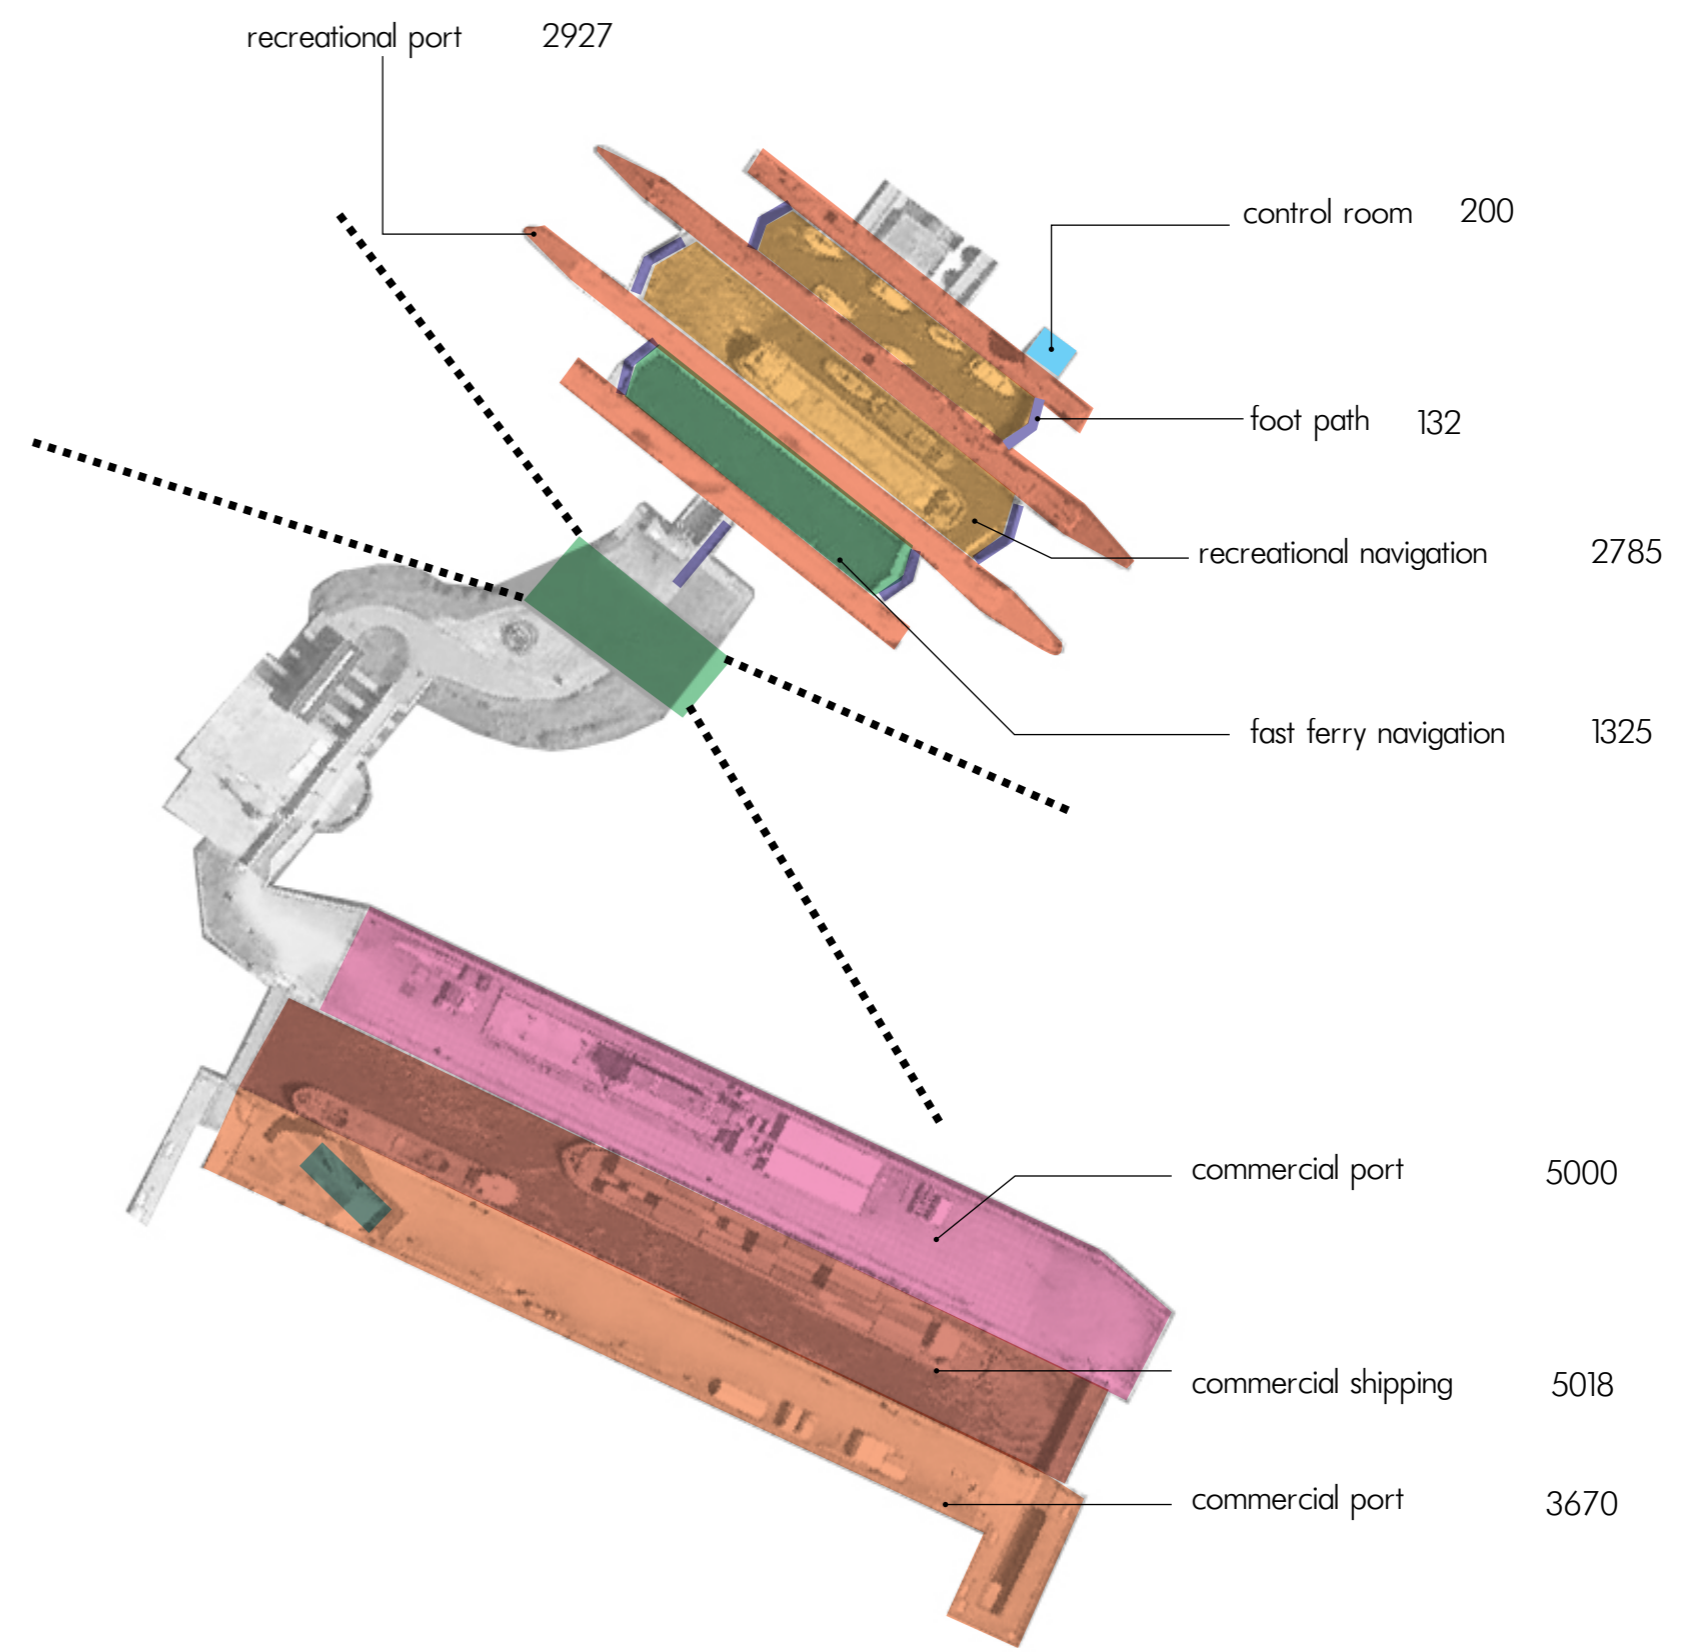 recreational port 2927
control room 200
foot path 132
recreational navigation 2785
fast ferry navigation 1325
commercial port 5000
commercial shipping 5018
commercial port 3670